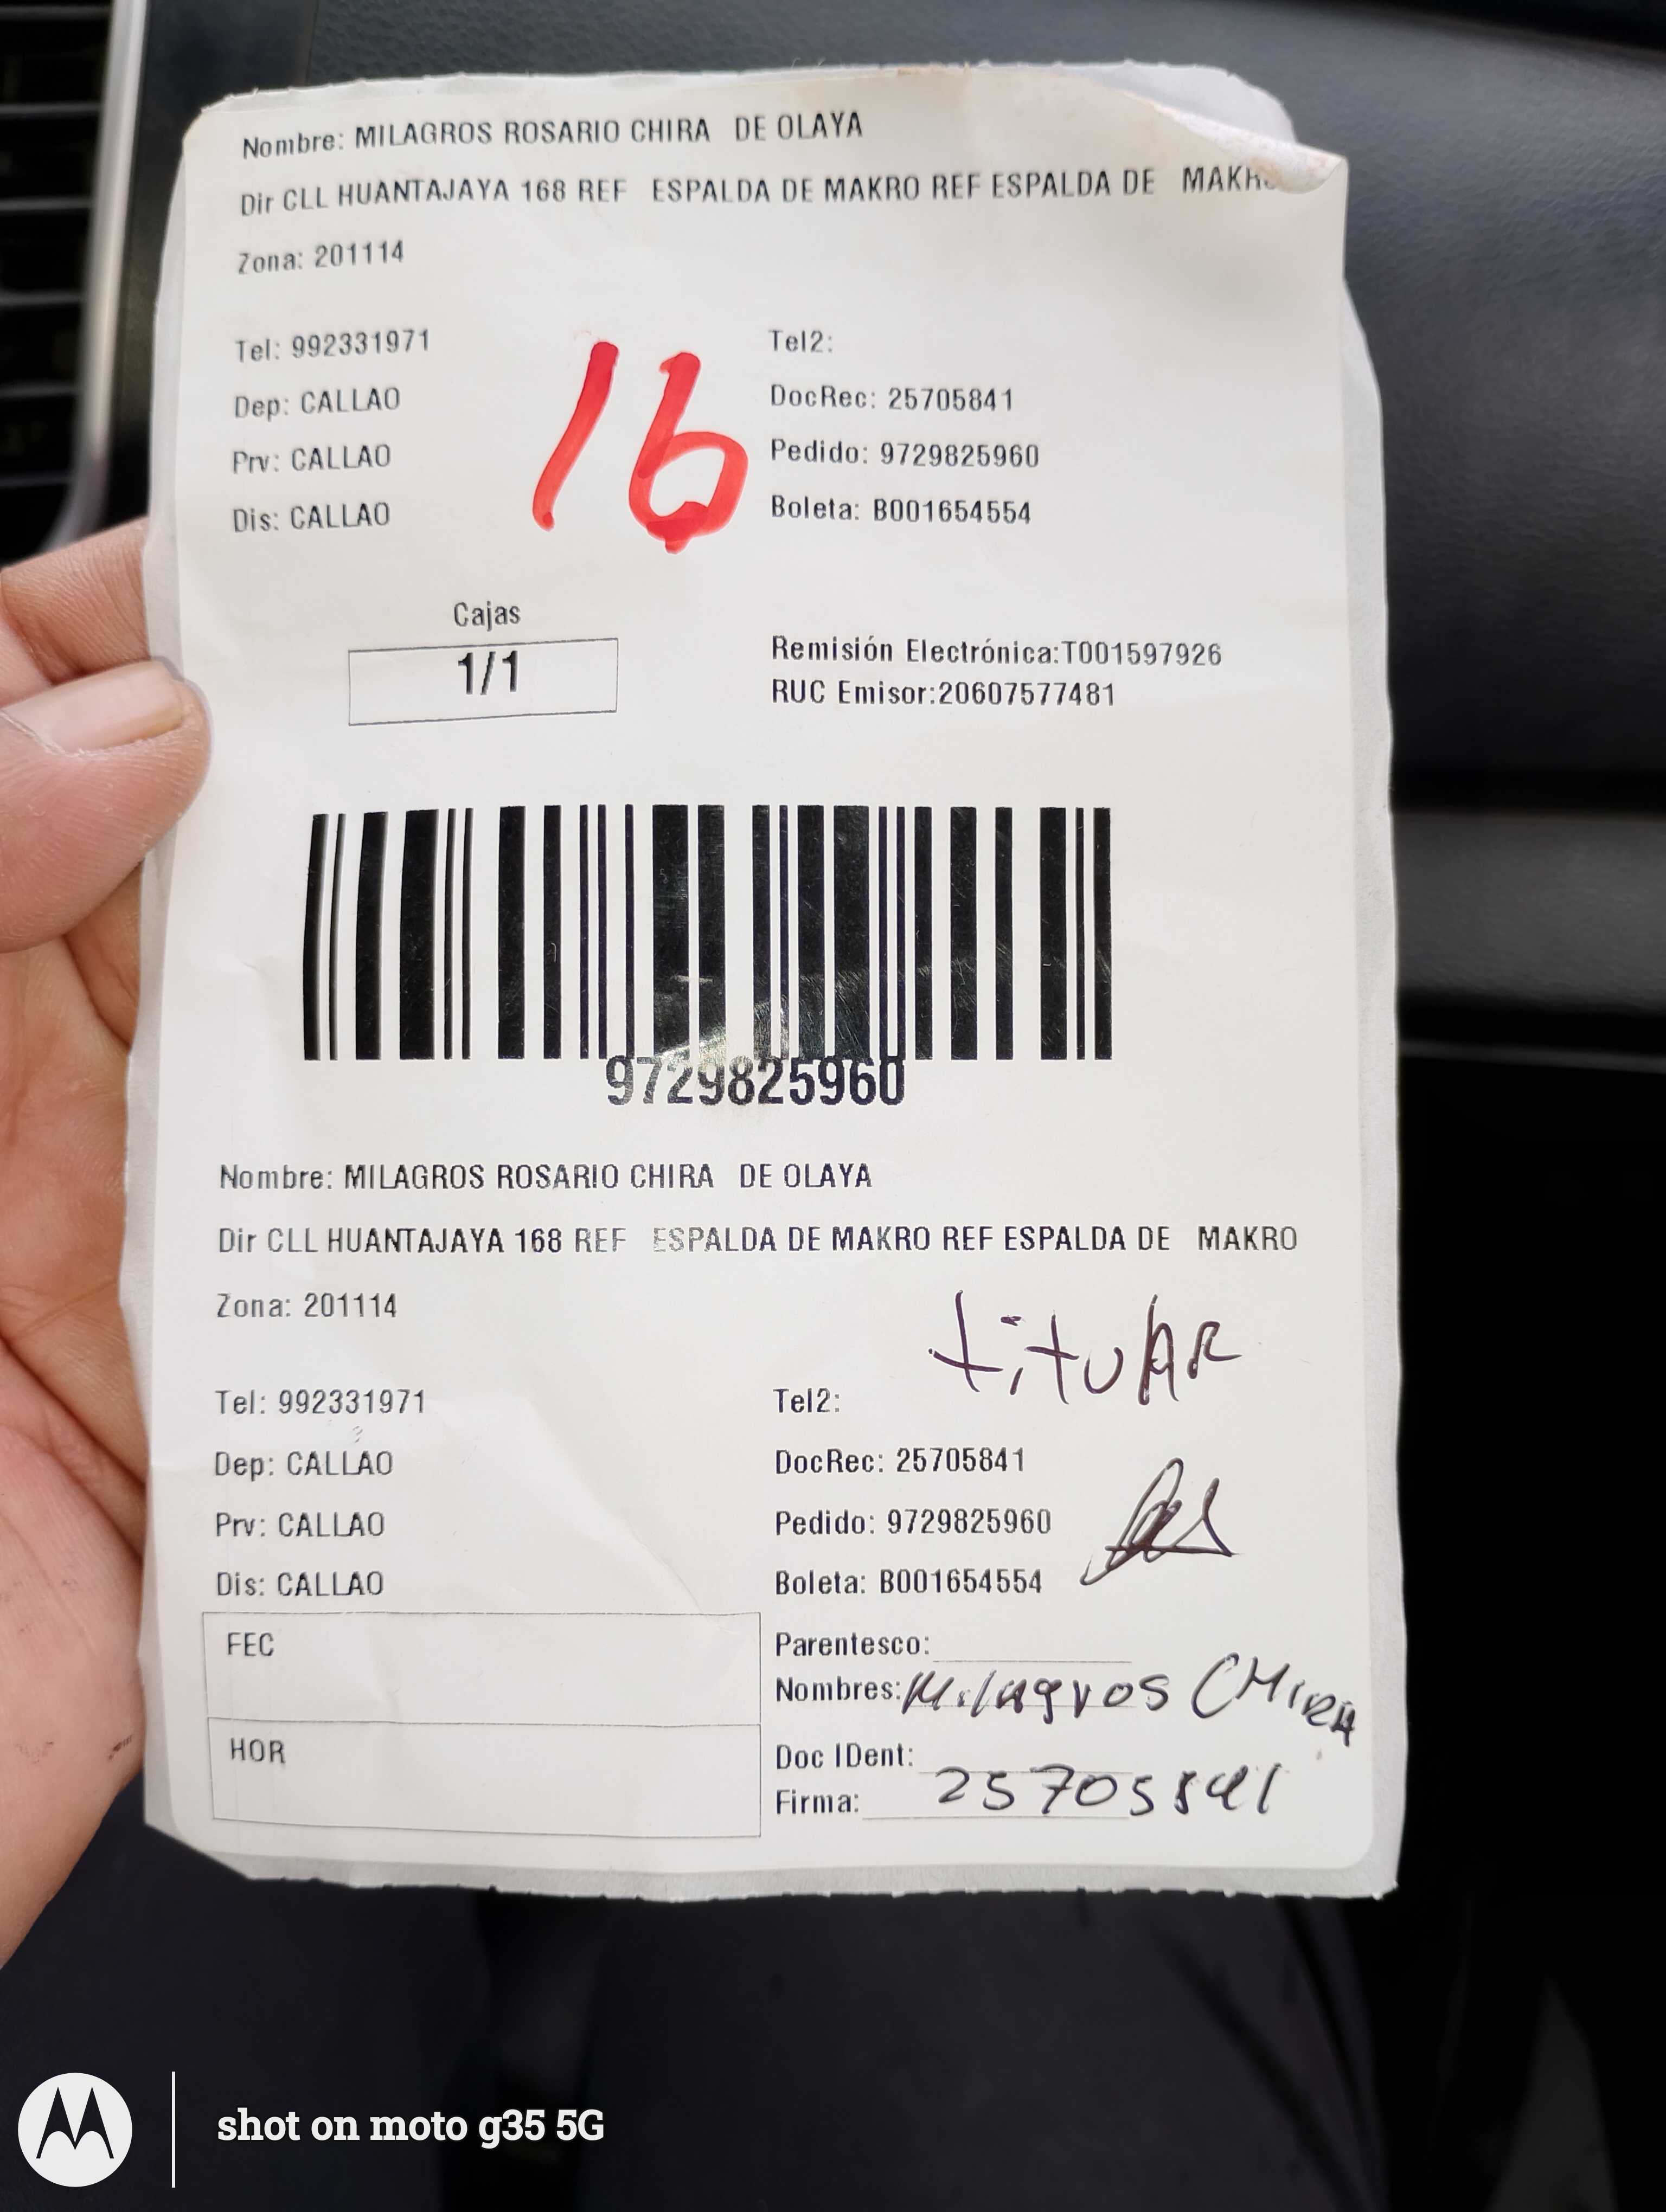 Nombre: MILAGROS ROSARIO CHIRA DE OLAYA
Dir CLL HUANTAJAYA 168 REF ESPALDA DE MAKRO REF ESPALDA DE MAKRO
Zona: 201114
Tel: 992331971
Tel2:
Dep: CALLAO
DocRec: 25705841
16
Prv: CALLAO
Pedido: 9729825960
Dis: CALLAO
Boleta: B001654554
Cajas
1/1
Remisión Electrónica:T001597926
RUC Emisor:20607577481
9729825960
Nombre: MILAGROS ROSARIO CHIRA DE OLAYA
Dir CLL HUANTAJAYA 168 REF ESPALDA DE MAKRO REF ESPALDA DE MAKRO
Zona: 201114
titulAR
Tel: 992331971
Tel2:
Dep: CALLAO
DocRec: 25705841
Prv: CALLAO
Pedido: 9729825960
Dis: CALLAO
Boleta: B001654554
FEC
Parentesco:
Nombres: Milagros CHIRA
HOR
Doc IDent:
25705841
Firma:
shot on moto g35 5G